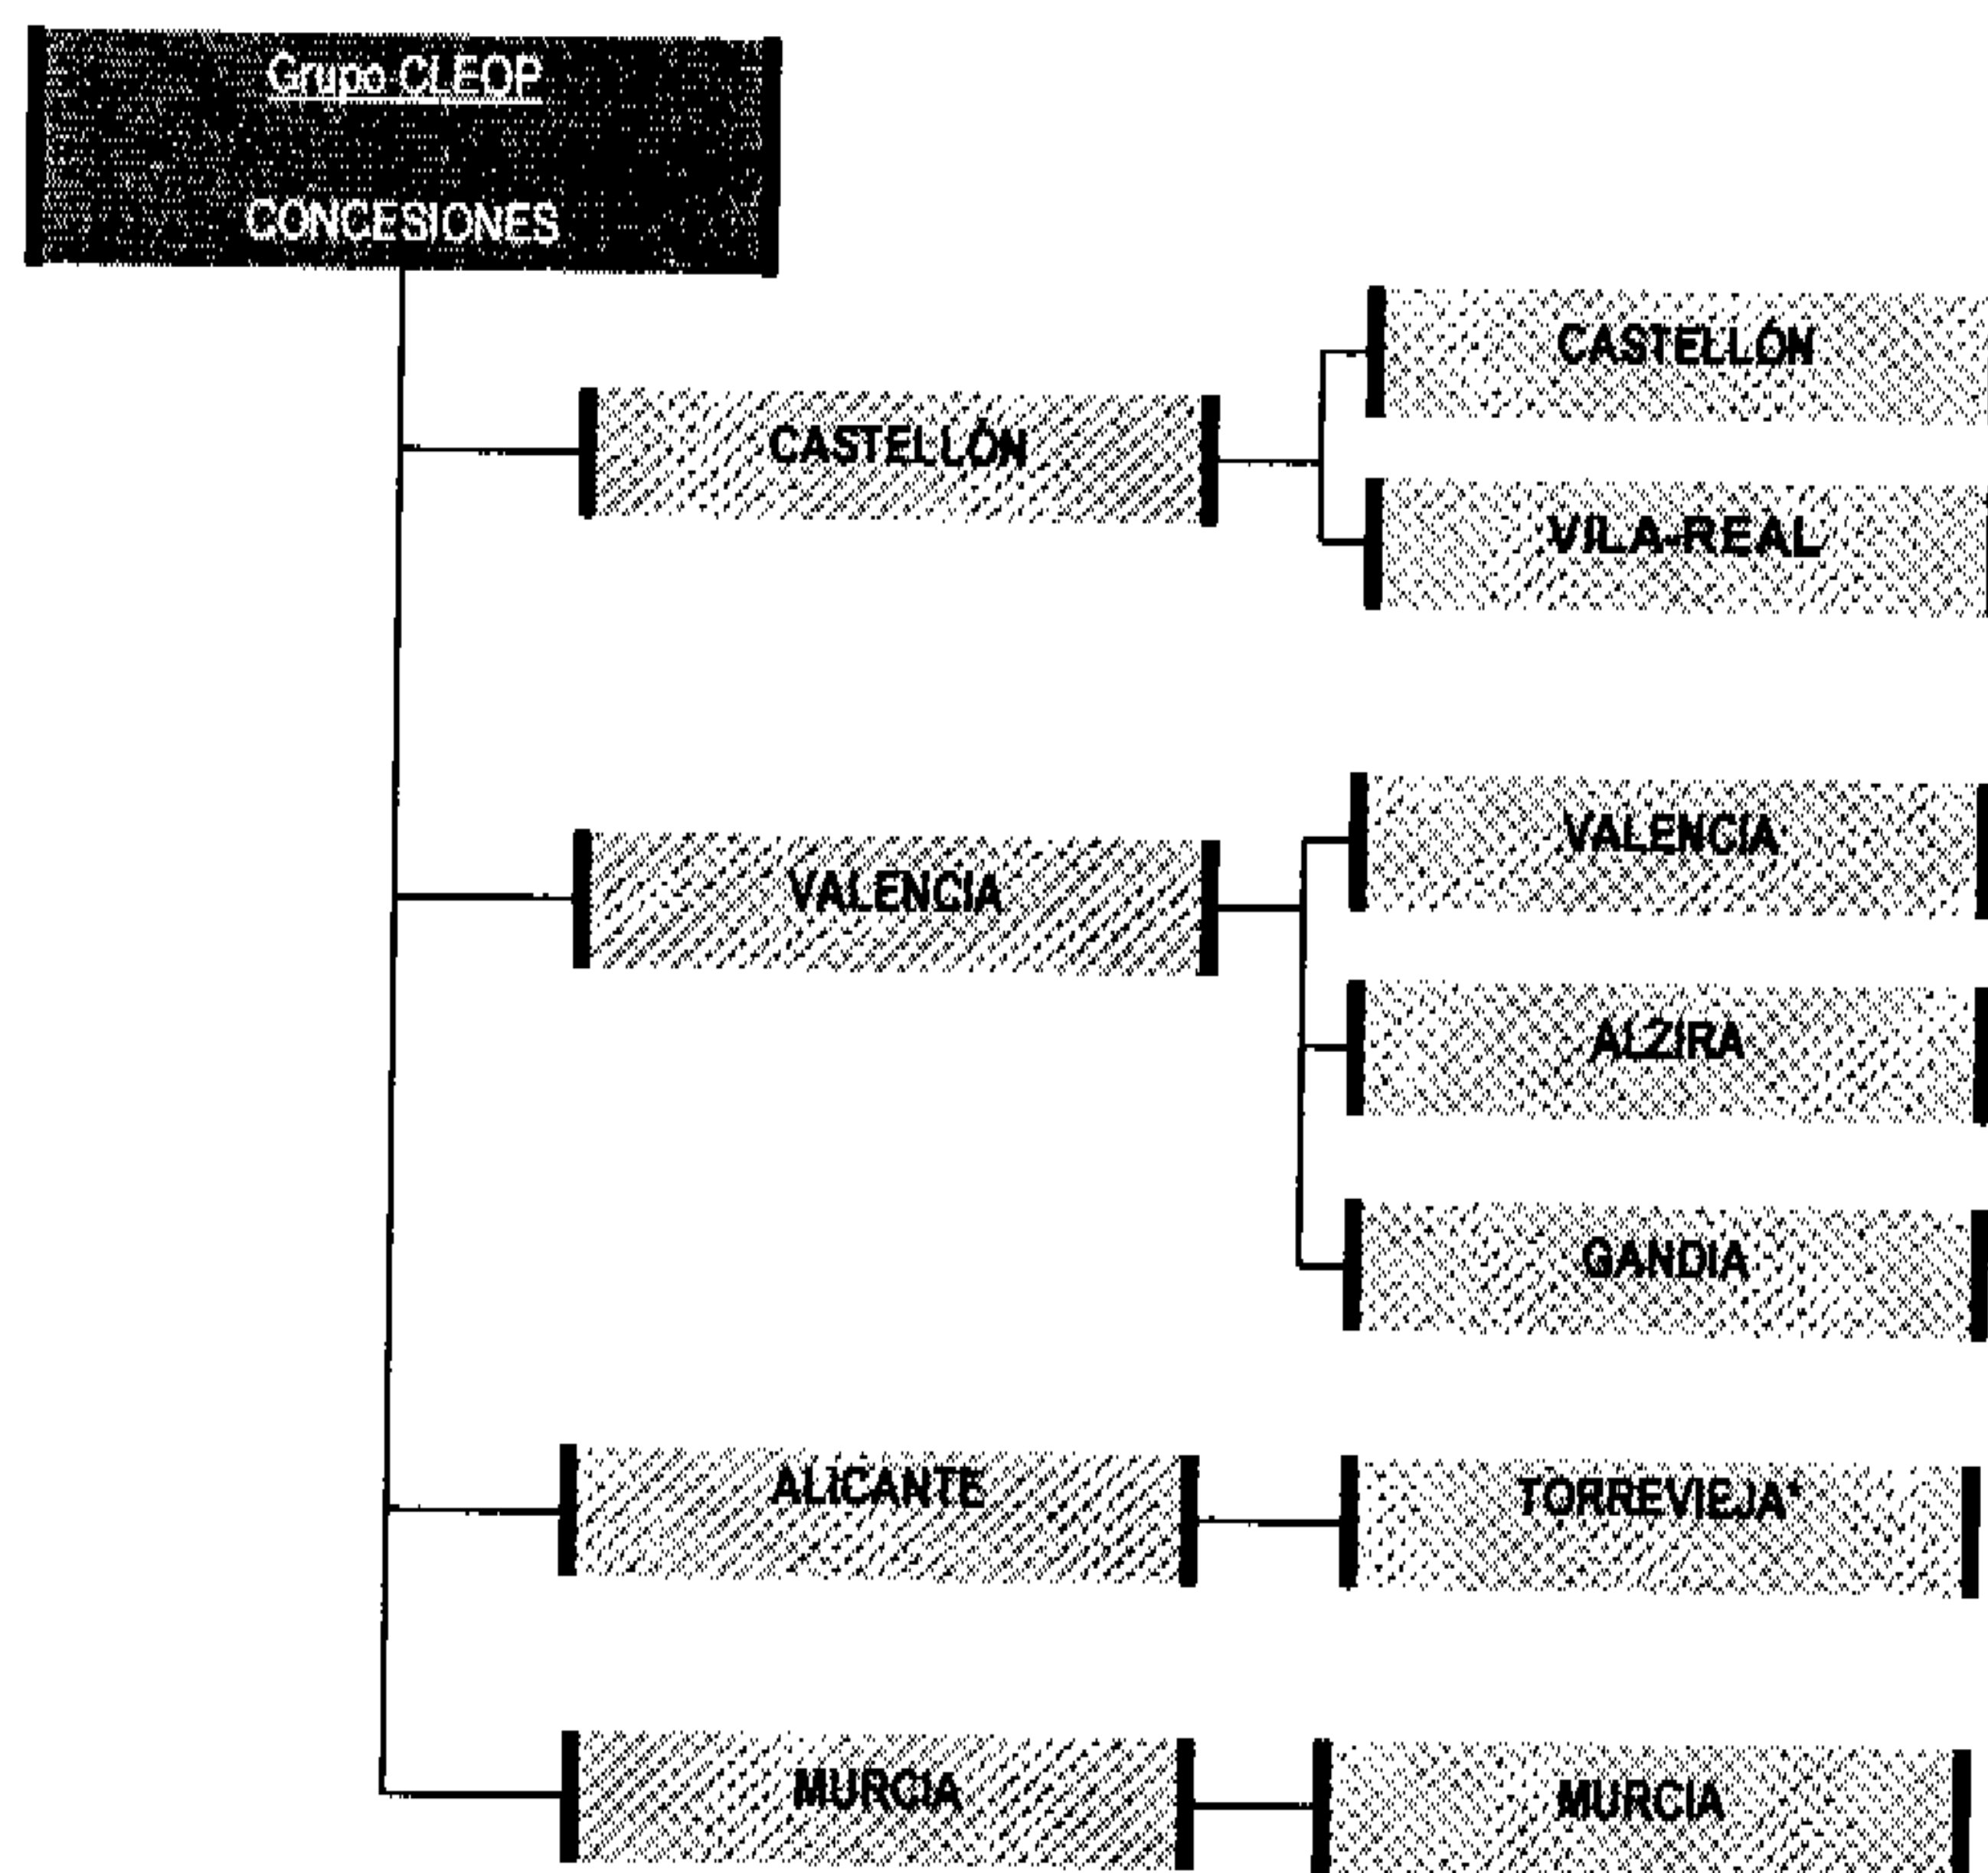 Grupo CLEOP
CONCESIONES
CASTELLÓN
CASTELLÓN
VILA-REAL
VALENCIA
VALENCIA
ALZIRA
GANDIA
ALICANTE
TORREVIEJA*
MURCIA
MURCIA